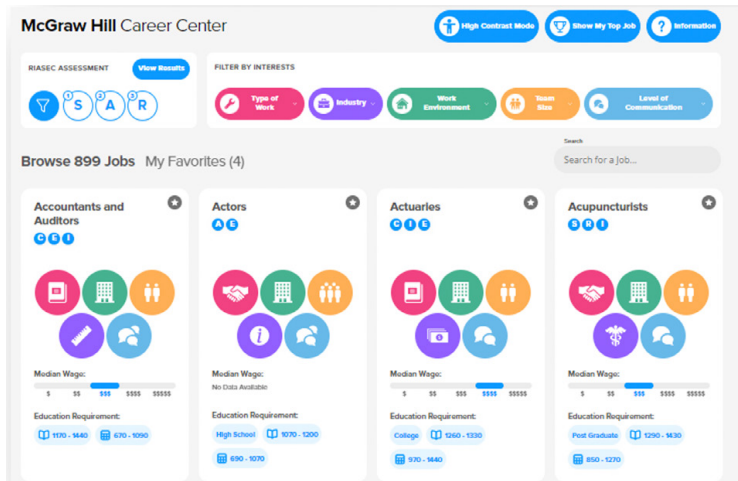 McGraw Hill Career Center
High Contrast Mode
Show My Top Job
? Information
RIASEC ASSESSMENT
View Results
1 S 2 A 3 R
FILTER BY INTERESTS
Type of
Work
Industry
Work
Environment
Team
Size
Level of
Communication
Browse 899 Jobs My Favorites (4)
Search
Search for a Job...
Accountants and
Auditors
C E I
Median Wage:
$ $$ $$$ $$$$ $$$$$
Education Requirement:
1170 - 1440 670 - 1090
Actors
A E
i
Median Wage:
No Data Available
Education Requirement:
High School 1070 - 1200
690 - 1070
Actuaries
C I E
Median Wage:
$ $$ $$$ $$$$ $$$$$
Education Requirement:
College 1260 - 1330
970 - 1440
Acupuncturists
S R I
Median Wage:
$ $$ $$$ $$$$ $$$$$
Education Requirement:
Post Graduate 1290 - 1430
850 - 1270